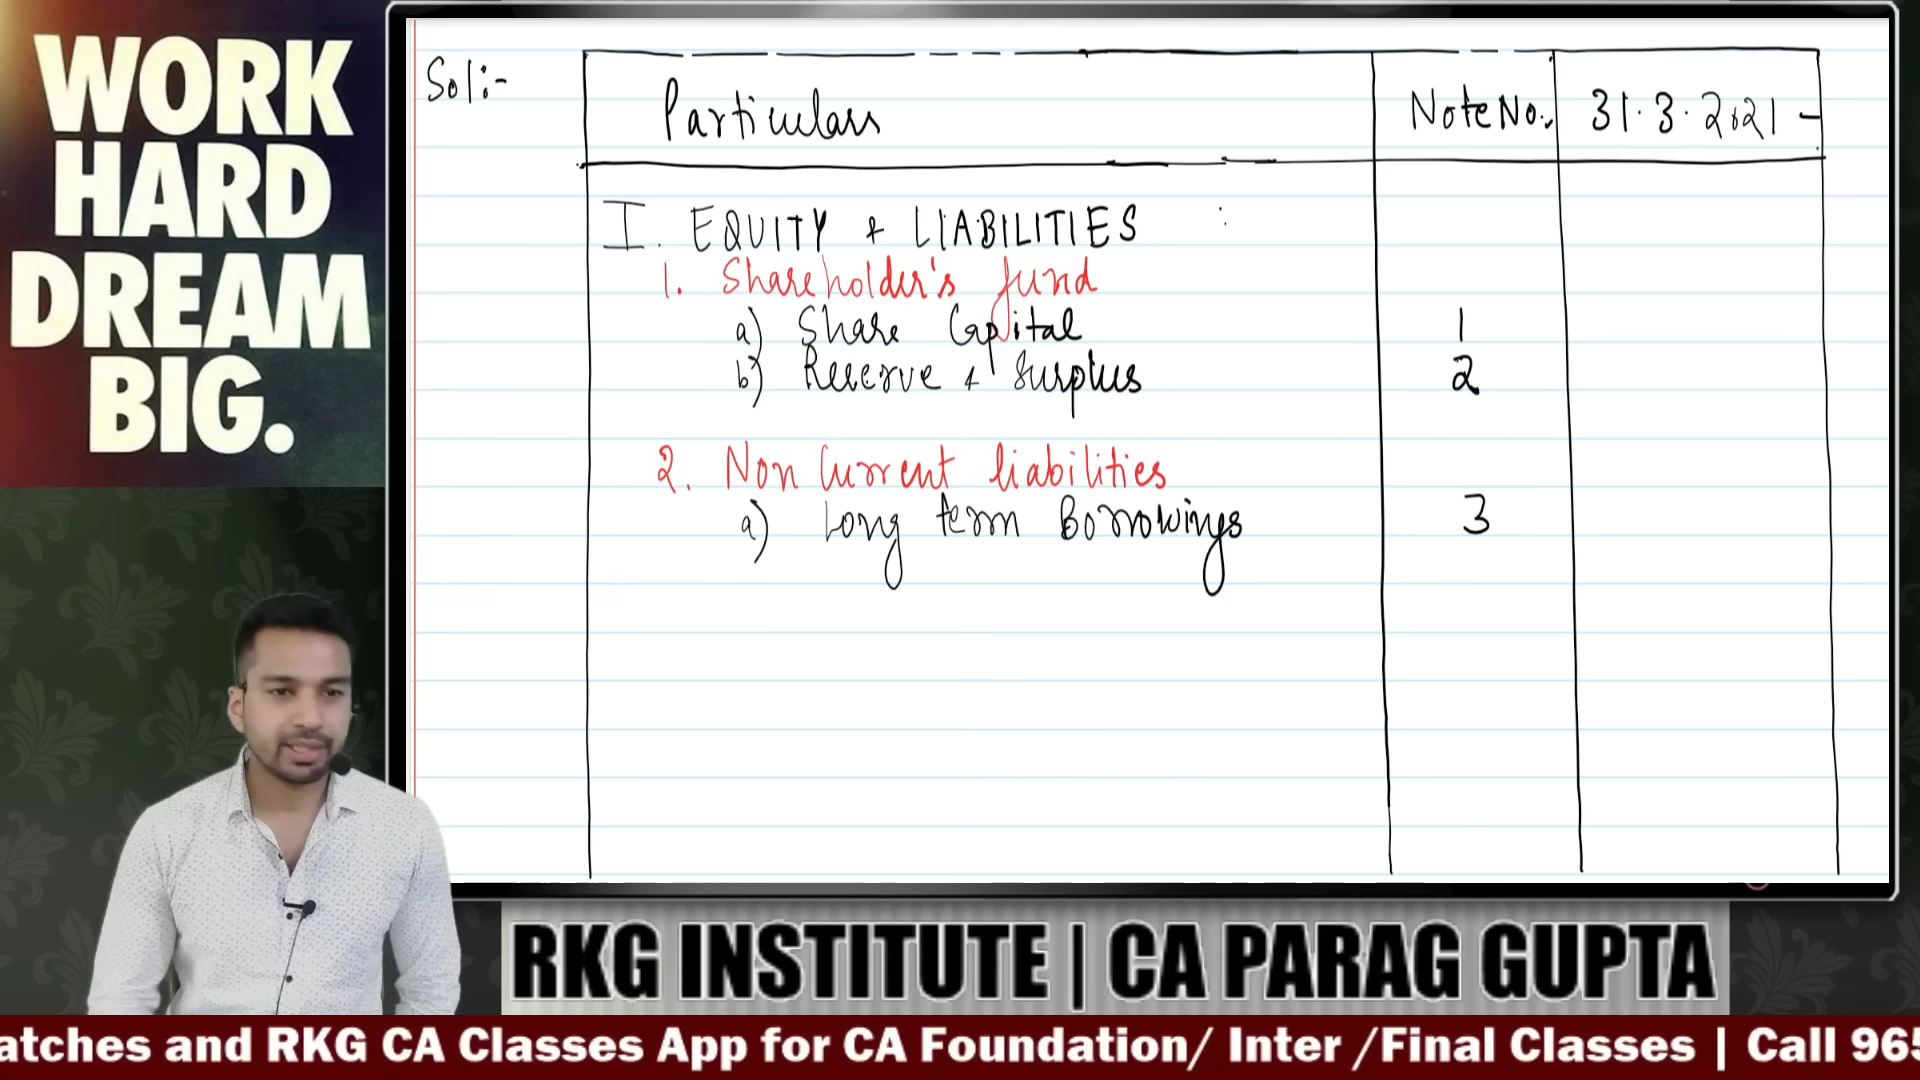 WORK
HARD
DREAM
BIG.
Sol:-
Particulars Note No. 31.3.2021
I. EQUITY & LIABILITIES :
1. Shareholder's fund
a) Share Capital 1
b) Reserve & Surplus 2
2. Non Current liabilities
a) Long term Borrowings 3
RKG INSTITUTE | CA PARAG GUPTA
atches and RKG CA Classes App for CA Foundation/ Inter /Final Classes | Call 965